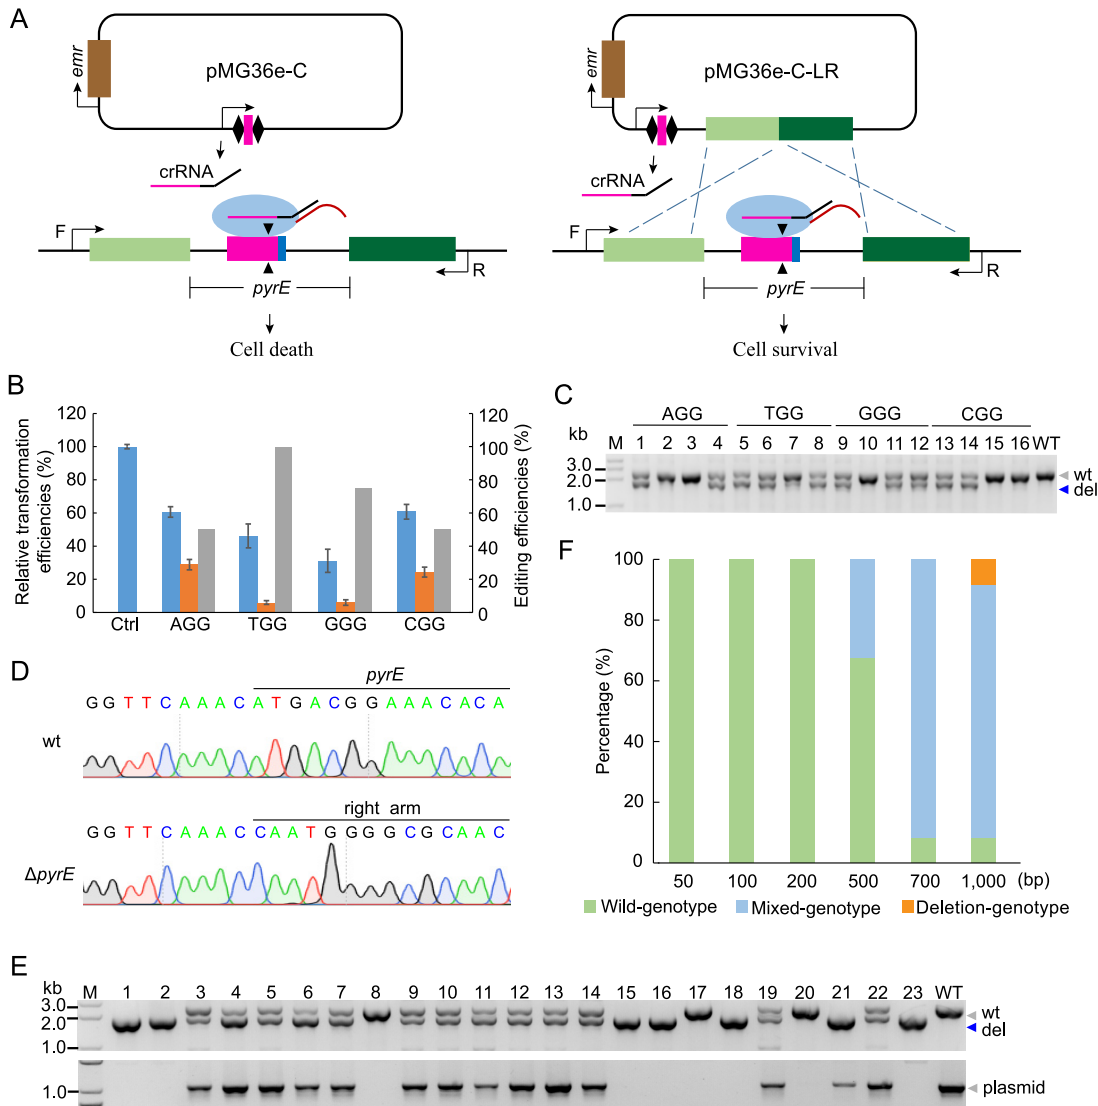 A
emr
pMG36e-C
crRNA
F
R
pyrE
Cell death
emr
pMG36e-C-LR
crRNA
F
R
pyrE
Cell survival
B
Relative transformation
efficiencies (%)
120
100
80
60
40
20
0
120
100
80
60
40
20
0
Editing efficiencies (%)
Ctrl AGG TGG GGG CGG
C
AGG TGG GGG CGG
kb M 1 2 3 4 5 6 7 8 9 10 11 12 13 14 15 16 WT
3.0
2.0
1.0
wt
del
D
pyrE
G G T T C A A A C A T G A C G G A A A C A C A
wt
right arm
G G T T C A A A C C A A T G G G G C G C A A C
ΔpyrE
F
Percentage (%)
100
80
60
40
20
0
50 100 200 500 700 1,000 (bp)
Wild-genotype Mixed-genotype Deletion-genotype
E
kb M 1 2 3 4 5 6 7 8 9 10 11 12 13 14 15 16 17 18 19 20 21 22 23 WT
3.0
2.0
1.0
wt
del
1.0
plasmid